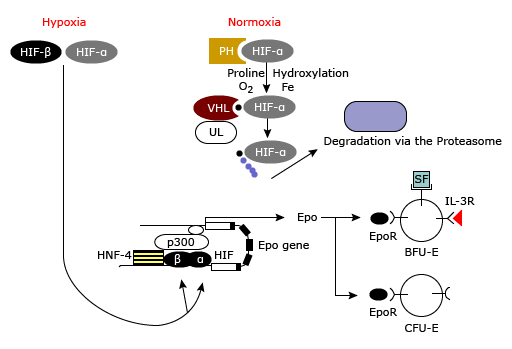 Hypoxia
Normoxia
HIF-β HIF-α
PH HIF-α
Proline Hydroxylation
O2 Fe
VHL HIF-α
UL
HIF-α
Degradation via the Proteasome
SF
IL-3R
Epo
EpoR
BFU-E
p300
Epo gene
HNF-4 β α HIF
EpoR
CFU-E